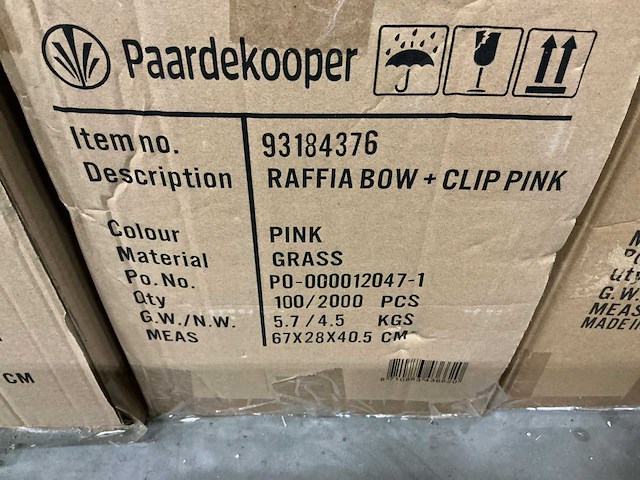 Paardekooper
Item no. 93184376
Description RAFFIA BOW + CLIP PINK
Colour PINK
Material GRASS
Po. No. PO-000012047-1
Qty 100/2000 PCS
G.W./N.W. 5.7/4.5 KGS
MEAS 67X28X40.5 CM
CM
G.W
MEAS
MADE IN